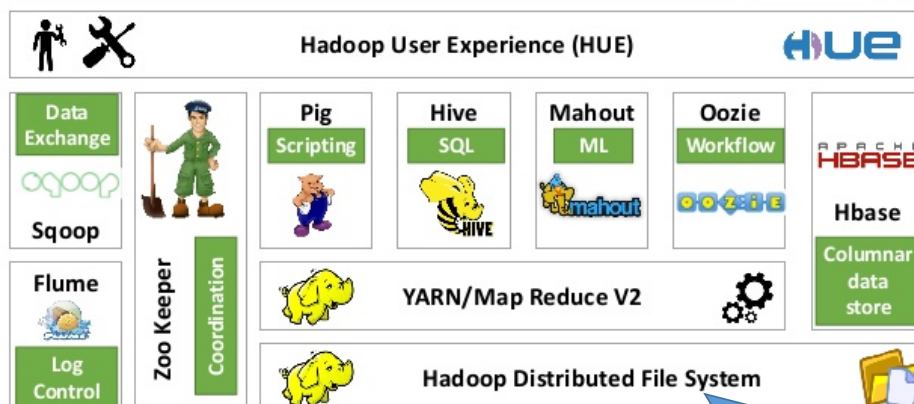 Hadoop User Experience (HUE)
HUE
Data
Exchange
sqoop
Sqoop
Flume
Log
Control
Zoo Keeper
Coordination
Pig
Scripting
Hive
SQL
HIVE
Mahout
ML
mahout
Oozie
Workflow
OOZIE
APACHE
HBASE
Hbase
Columnar
data
store
YARN/Map Reduce V2
Hadoop Distributed File System